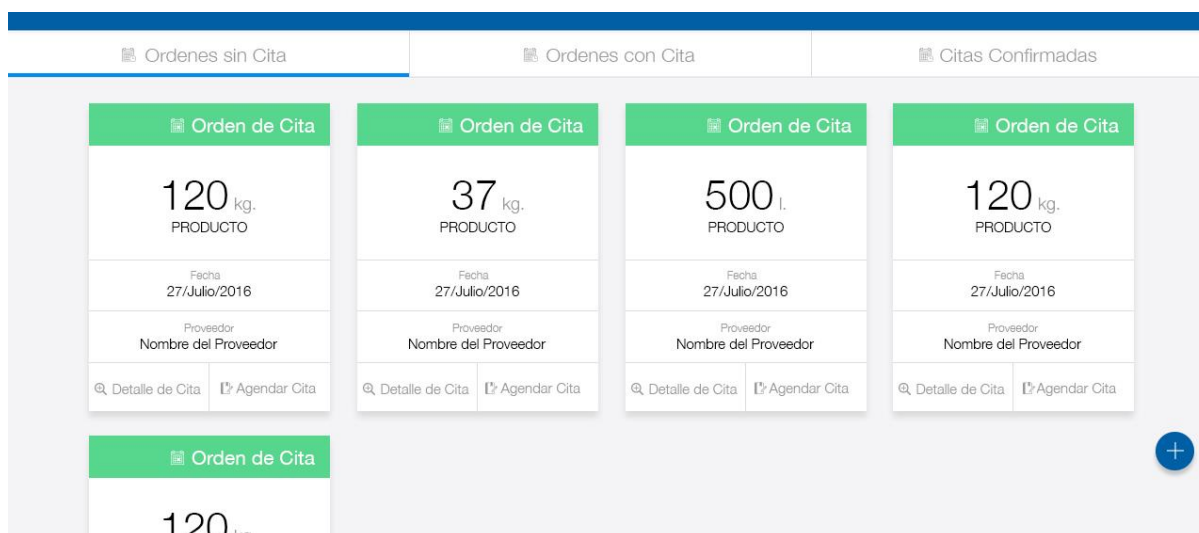 Ordenes sin Cita
Ordenes con Cita
Citas Confirmadas
Orden de Cita
120 kg.
PRODUCTO
Fecha
27/Julio/2016
Proveedor
Nombre del Proveedor
Detalle de Cita
Agendar Cita
Orden de Cita
37 kg.
PRODUCTO
Fecha
27/Julio/2016
Proveedor
Nombre del Proveedor
Detalle de Cita
Agendar Cita
Orden de Cita
500 l.
PRODUCTO
Fecha
27/Julio/2016
Proveedor
Nombre del Proveedor
Detalle de Cita
Agendar Cita
Orden de Cita
120 kg.
PRODUCTO
Fecha
27/Julio/2016
Proveedor
Nombre del Proveedor
Detalle de Cita
Agendar Cita
Orden de Cita
120